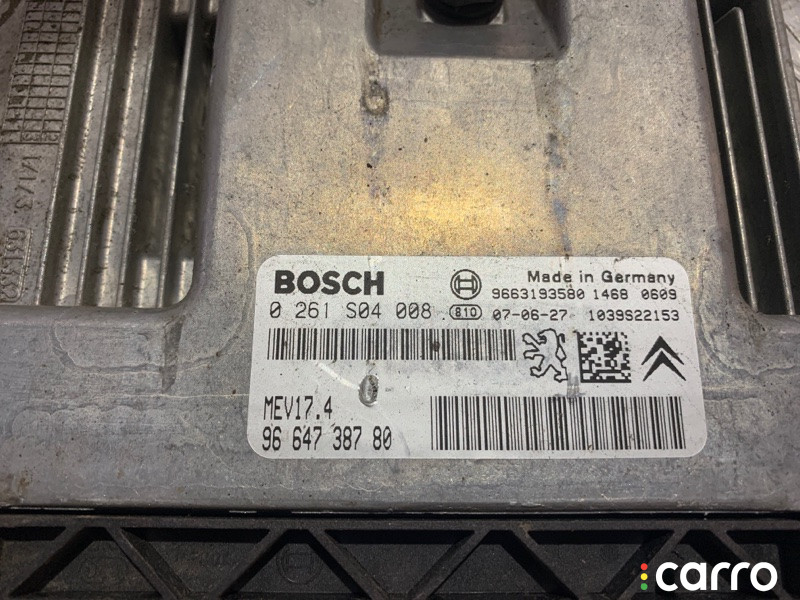 BOSCH
Made in Germany
9663193580 1468 0609
0 261 S04 008
810
07-06-27
1039S22153
MEV17.4
96 647 387 80
carro